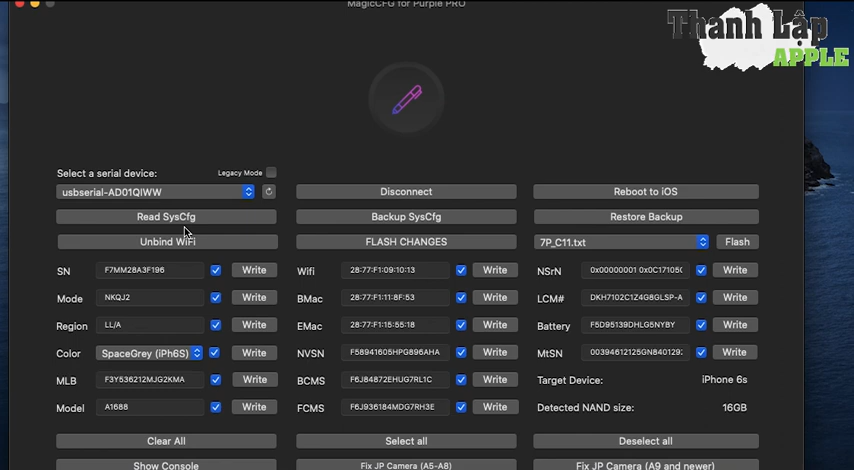 MagicCFG for Purple PRO
Thanh Lập
APPLE
Select a serial device:
Legacy Mode
usbserial-AD01QIWW
Disconnect
Reboot to iOS
Read SysCfg
Backup SysCfg
Restore Backup
Unbind WiFi
FLASH CHANGES
7P_C11.txt
Flash
SN F7MM28A3F196 Write
Wifi 28:77:F1:09:10:13 Write
NSrN 0x00000001 0x0C17105( Write
Mode NKQJ2 Write
BMac 28:77:F1:11:8F:53 Write
LCM# DKH7102C1Z4G8GLSP-A Write
Region LL/A Write
EMac 28:77:F1:15:55:18 Write
Battery F5D95139DHLG5NYBY Write
Color SpaceGrey (iPh6S) Write
NVSN F58941605HPG896AHA Write
MtSN 00394612125GN840129: Write
MLB F3Y536212MJG2KMA Write
BCMS F6J84872EHUG7RL1C Write
Target Device: iPhone 6s
Model A1688 Write
FCMS F6J936184MDG7RH3E Write
Detected NAND size: 16GB
Clear All
Select all
Deselect all
Show Console
Fix JP Camera (A5-A8)
Fix JP Camera (A9 and newer)